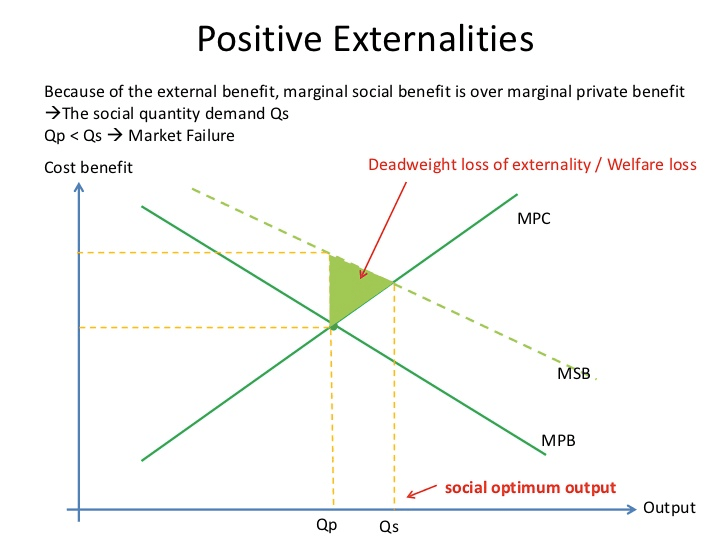 Positive Externalities
Because of the external benefit, marginal social benefit is over marginal private benefit
→The social quantity demand Qs
Qp < Qs → Market Failure
Cost benefit
Deadweight loss of externality / Welfare loss
MPC
MSB
MPB
social optimum output
Output
Qp
Qs